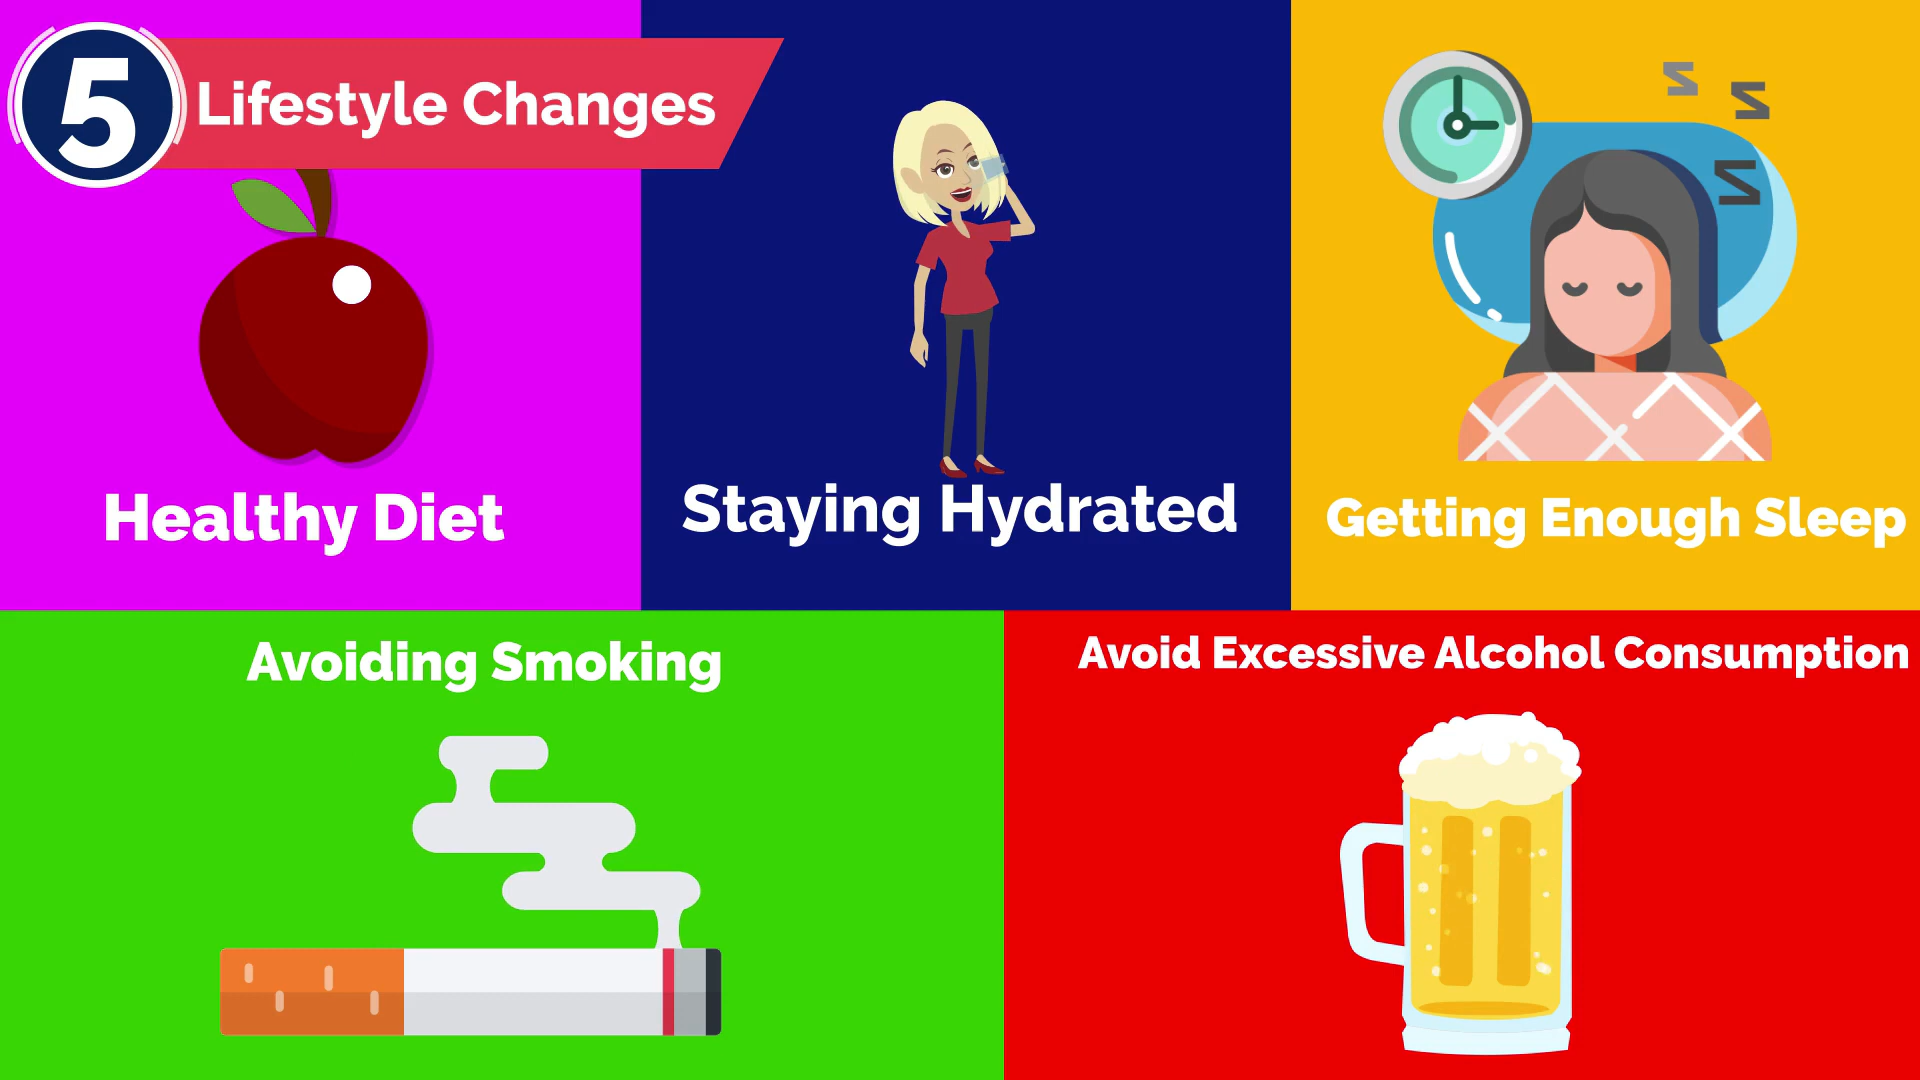 5 Lifestyle Changes
z
z
z
Healthy Diet
Staying Hydrated
Getting Enough Sleep
Avoiding Smoking
Avoid Excessive Alcohol Consumption